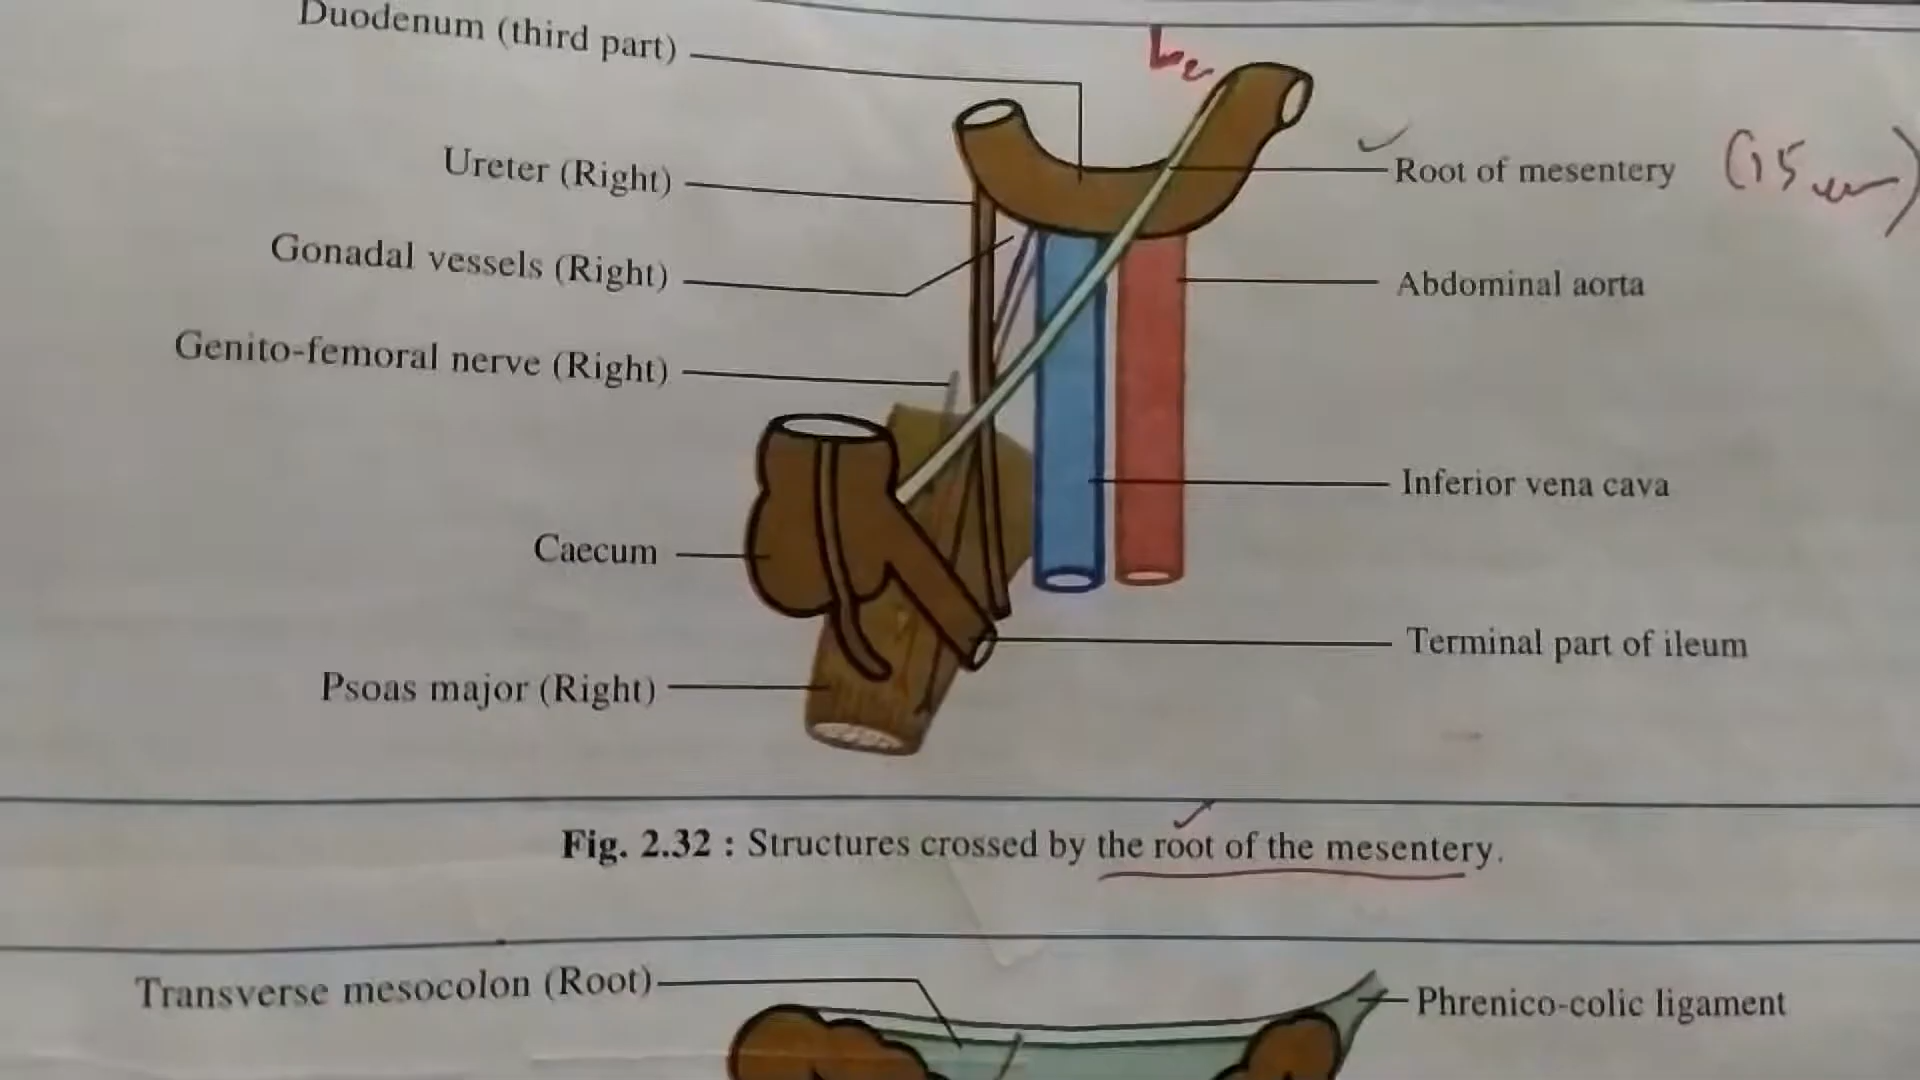 Duodenum (third part)
L2
Ureter (Right)
Root of mesentery (15 cm)
Gonadal vessels (Right)
Abdominal aorta
Genito-femoral nerve (Right)
Inferior vena cava
Caecum
Terminal part of ileum
Psoas major (Right)
Fig. 2.32 : Structures crossed by the root of the mesentery.
Transverse mesocolon (Root)
Phrenico-colic ligament